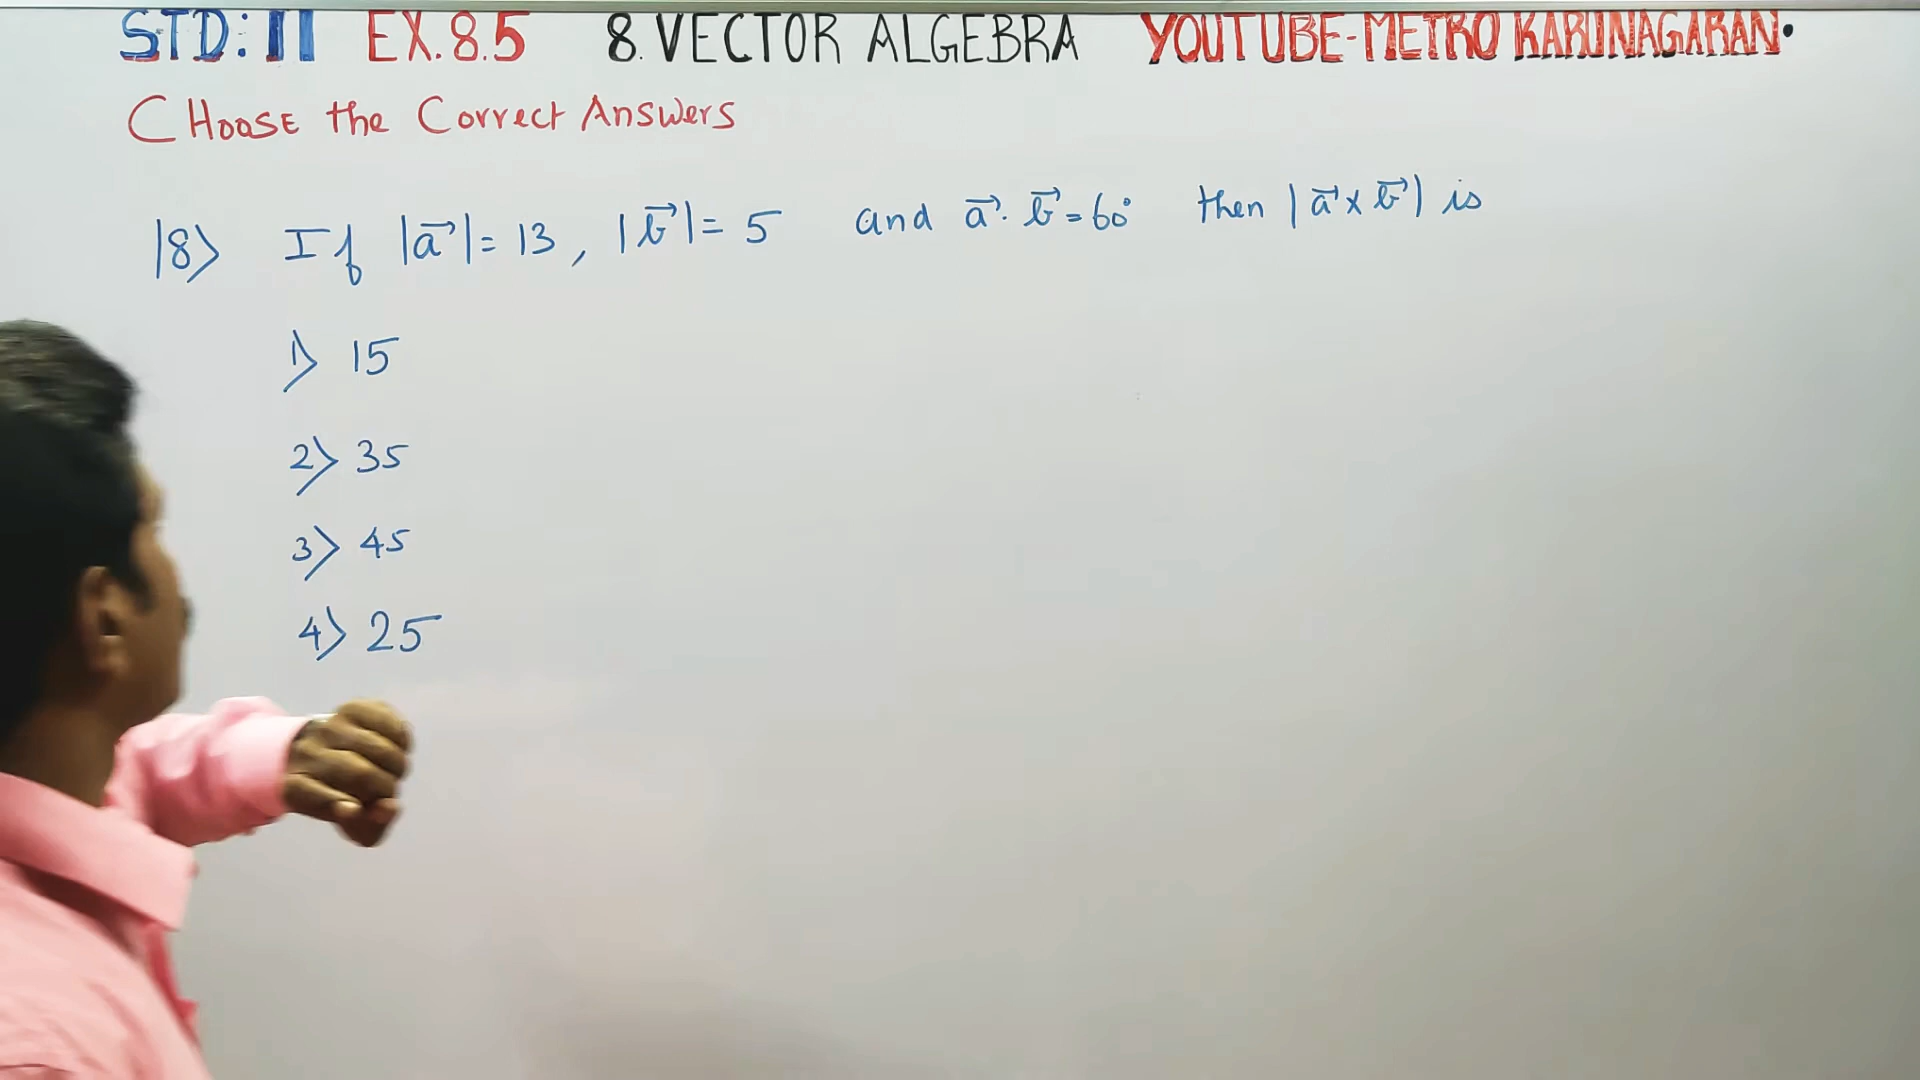 STD: 11 EX. 8.5 8. VECTOR ALGEBRA YOUTUBE-METRO KARUNAGARAN.
CHOOSE the Correct Answers
18) If |a⃗| = 13, |b⃗| = 5 and a⃗. b⃗ = 60° then |a⃗ x b⃗| is
1) 15
2) 35
3) 45
4) 25